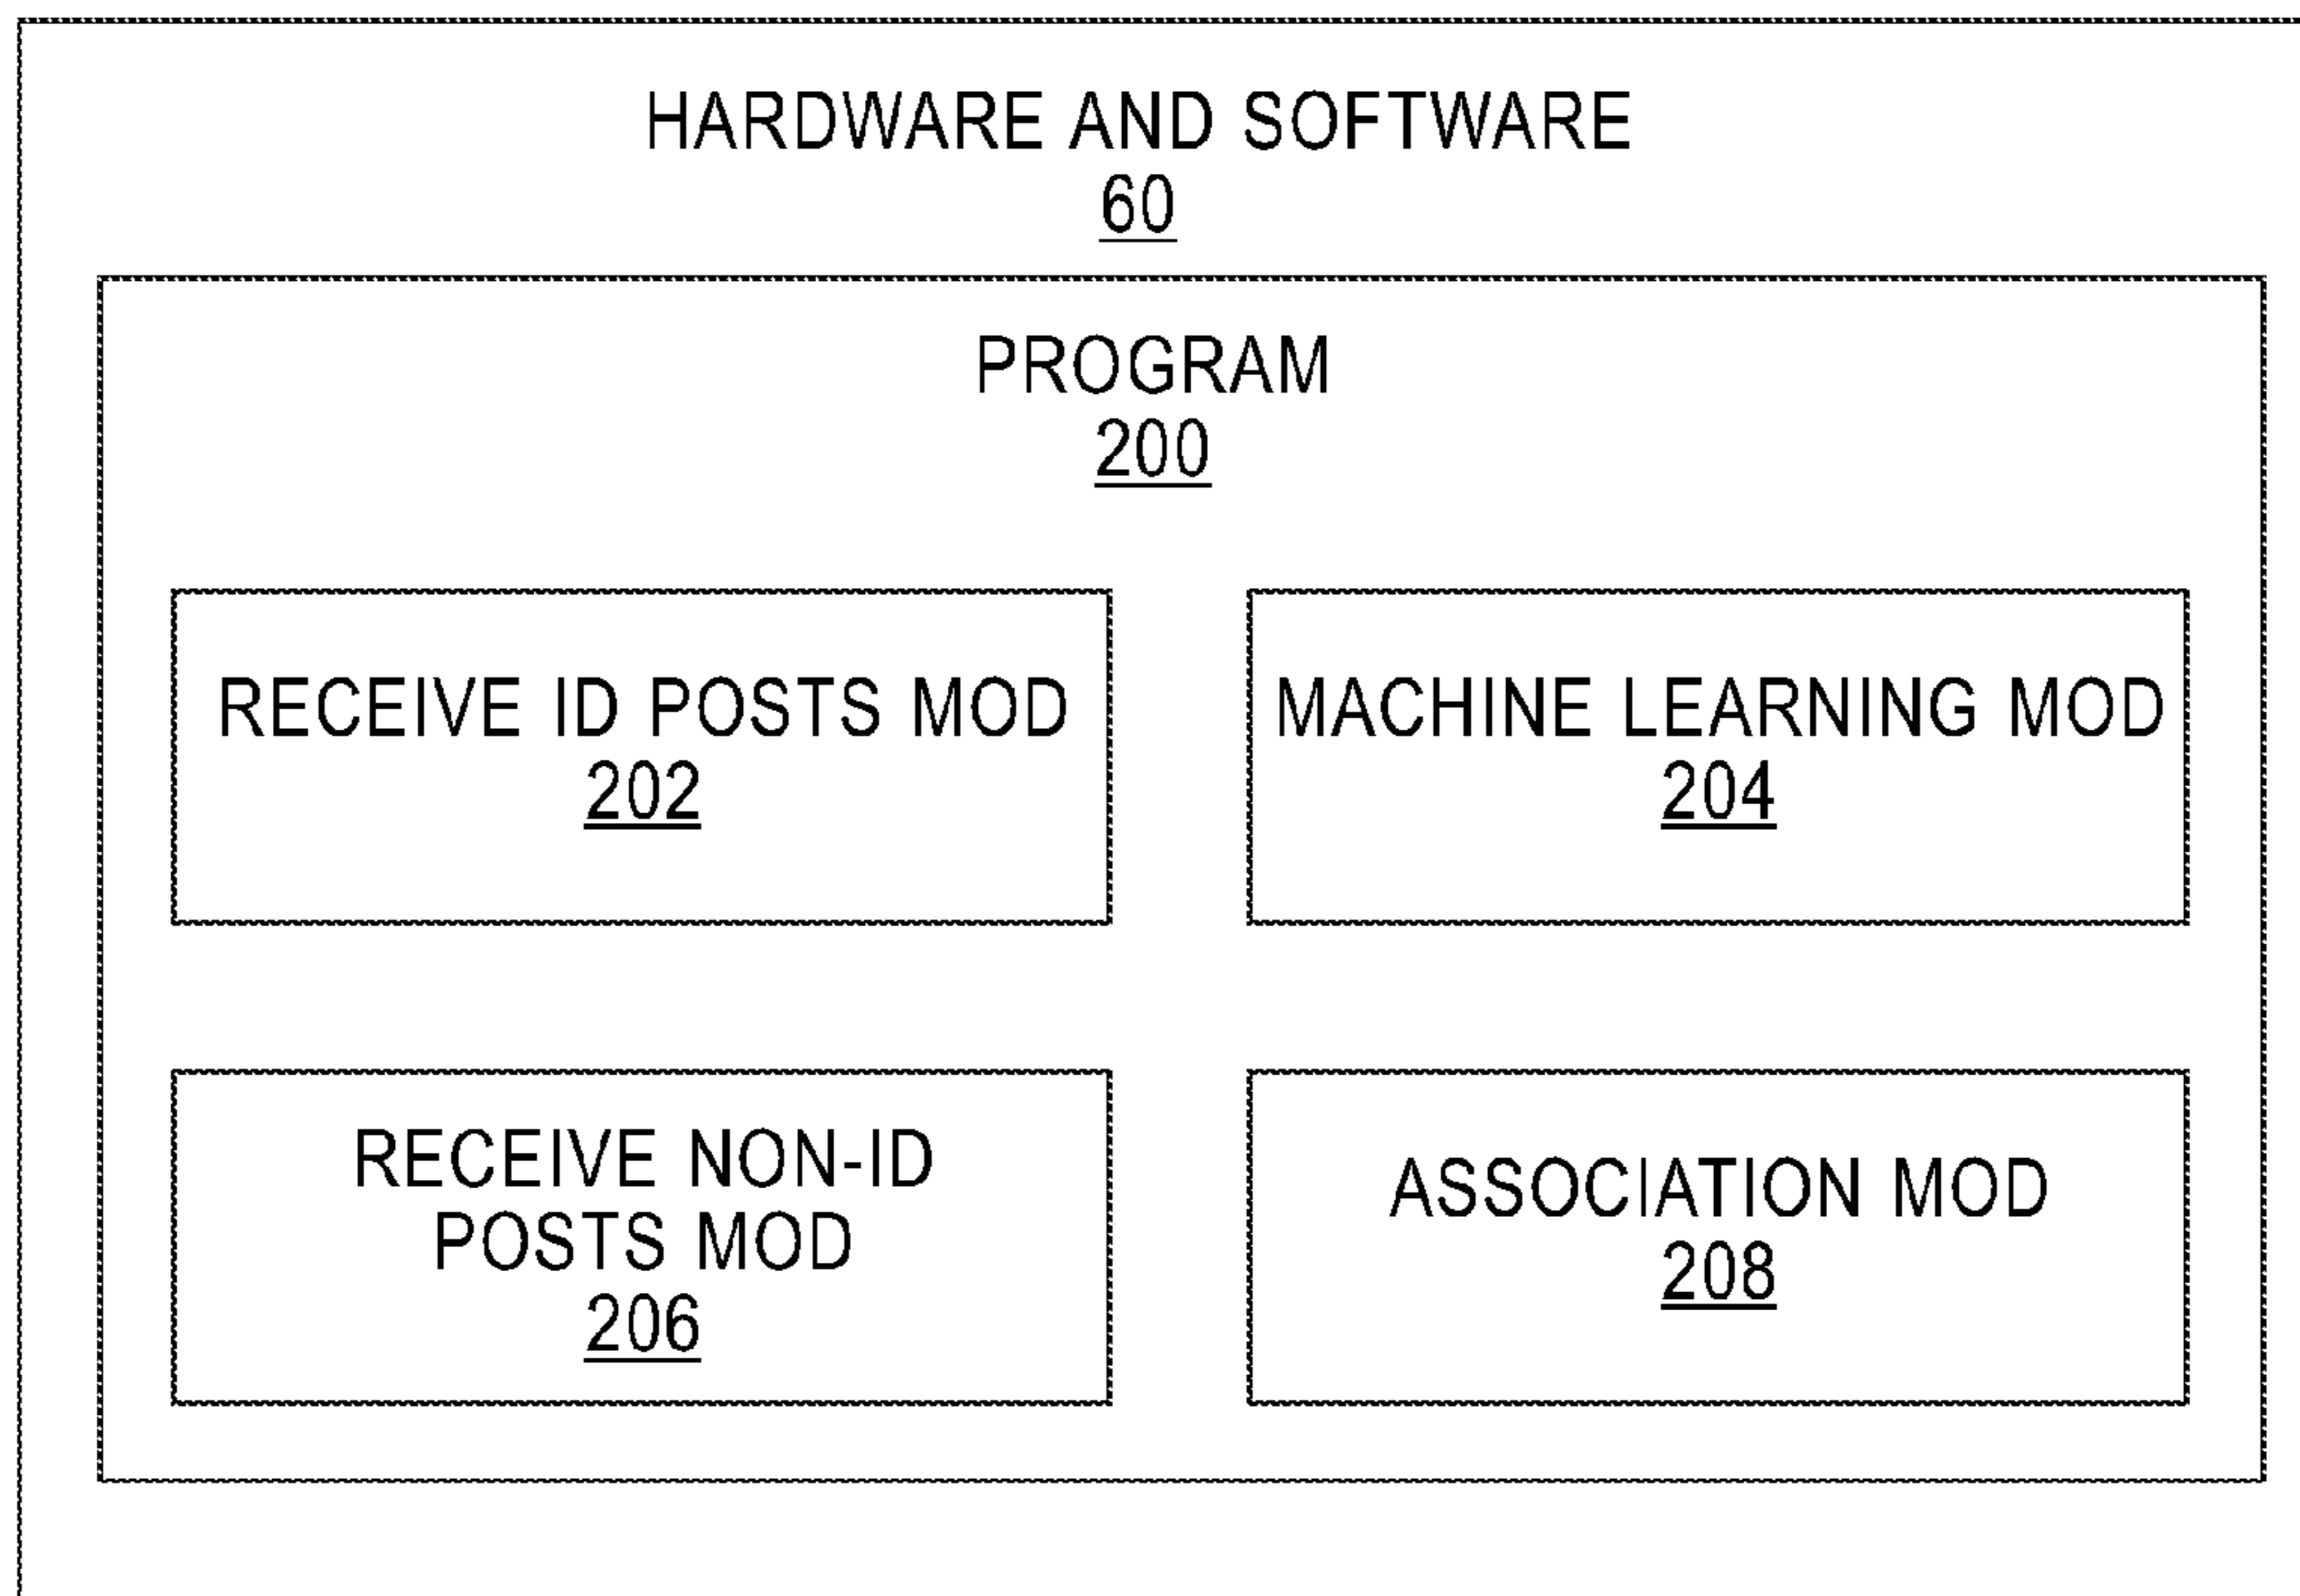 HARDWARE AND SOFTWARE
60
PROGRAM
200
RECEIVE ID POSTS MOD
202
MACHINE LEARNING MOD
204
RECEIVE NON-ID
POSTS MOD
206
ASSOCIATION MOD
208